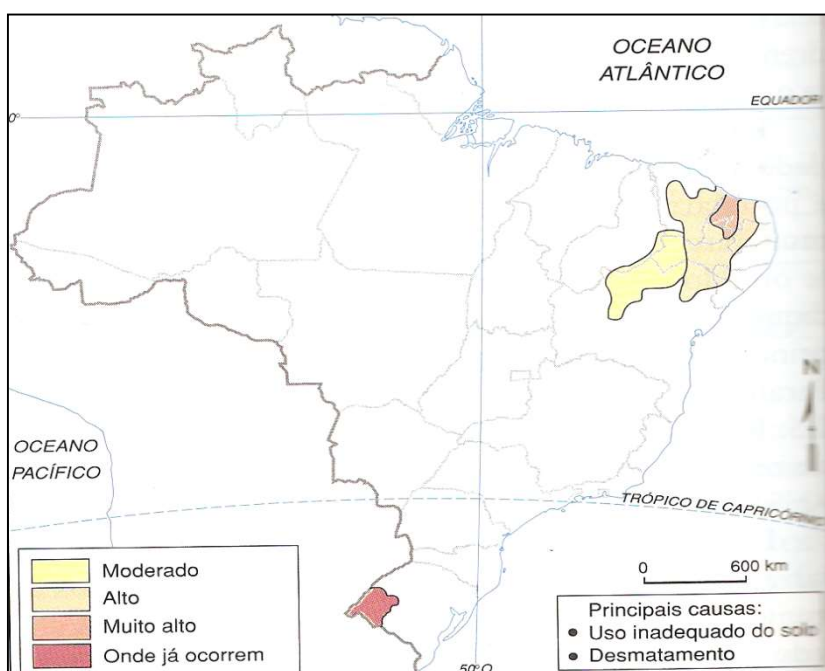 OCEANO
ATLÂNTICO
EQUADOR
0°
OCEANO
PACÍFICO
N
TRÓPICO DE CAPRICÓRNIO
0 600 km
Moderado
Alto
Muito alto
Onde já ocorrem
Principais causas:
• Uso inadequado do solo
• Desmatamento
50°O